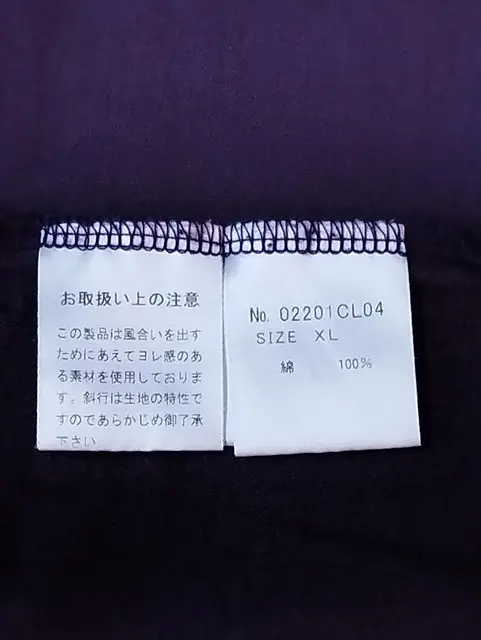 お取扱い上の注意
この製品は風合いを出す
ためにあえてヨレ感のあ
る素材を使用しておりま
す。斜行は生地の特性で
すのであらかじめ御了承
下さい
No. 02201CL04
SIZE XL
綿 100%